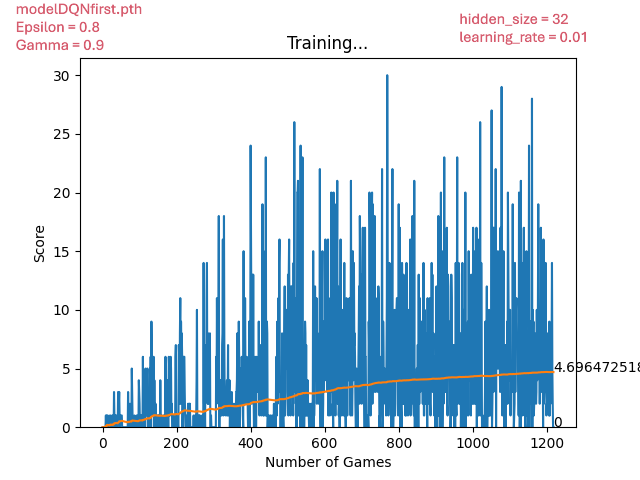 modelDQNfirst.pth
Epsilon = 0.8
Gamma = 0.9
hidden_size = 32
learning_rate = 0.01
Training...
Score
30
25
20
15
10
5
0
4.696472518
0
0
200
400
600
800
1000
1200
Number of Games